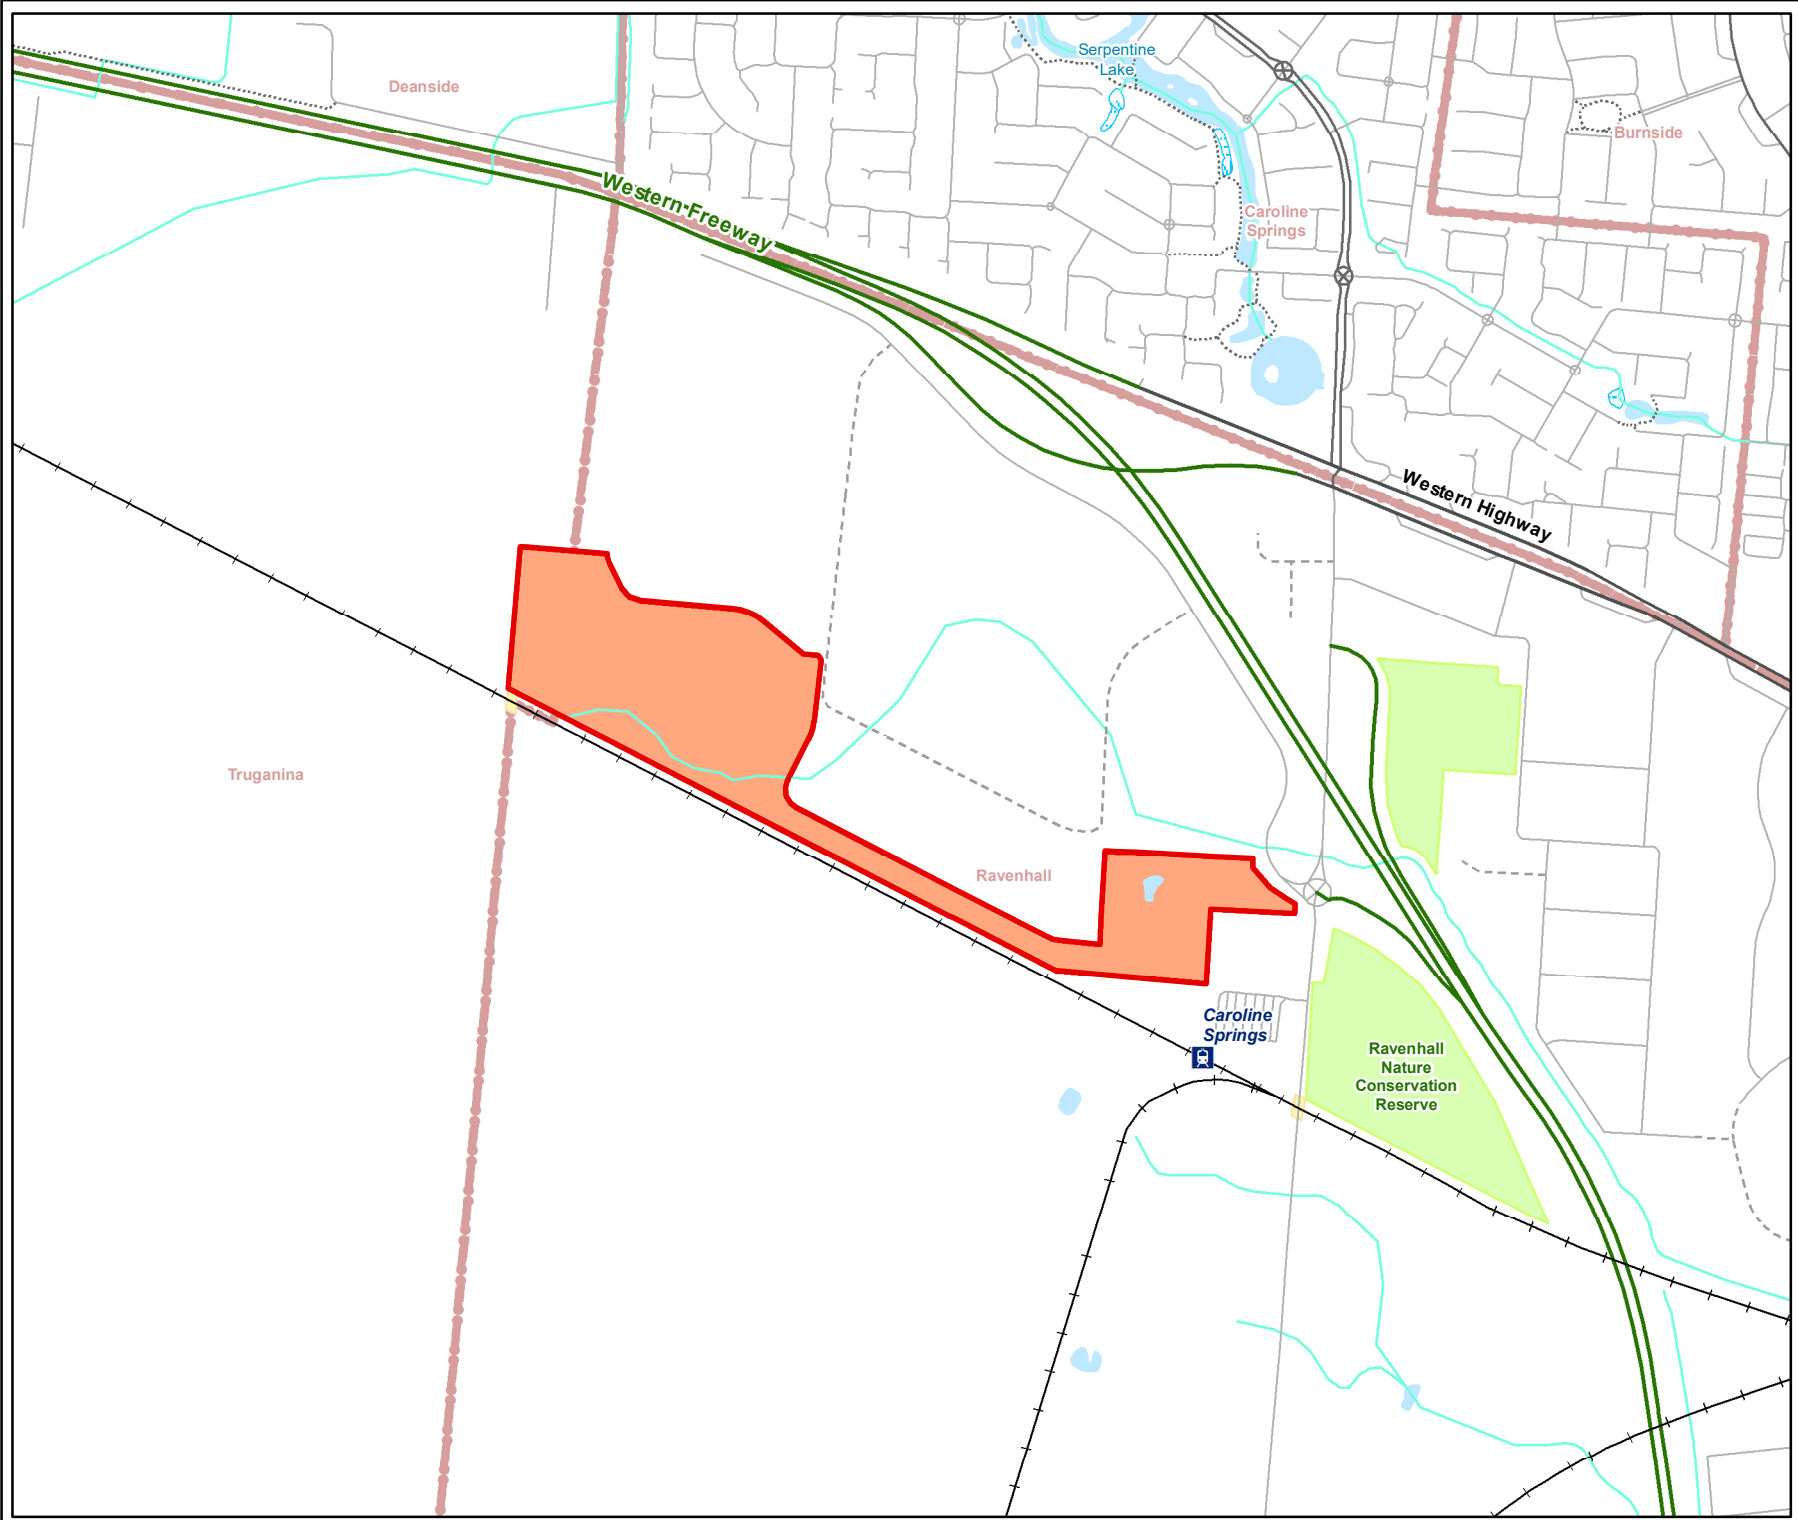 Serpentine
Lake
Deanside
Burnside
Western Freeway
Caroline
Springs
Western Highway
Truganina
Ravenhall
Caroline
Springs
Ravenhall
Nature
Conservation
Reserve